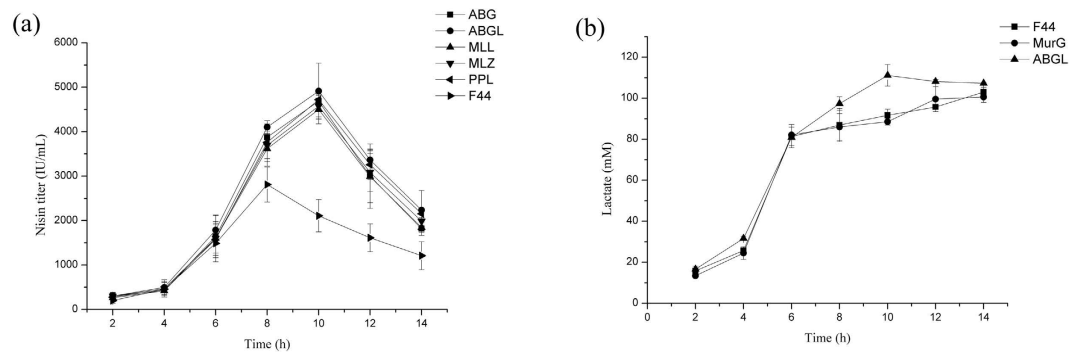 (a)
ABG
ABGL
MLL
MLZ
PPL
F44
Nisin titer (IU/mL)
6000
5000
4000
3000
2000
1000
0
2 4 6 8 10 12 14
Time (h)
(b)
F44
MurG
ABGL
Lactate (mM)
120
100
80
60
40
20
0
0 2 4 6 8 10 12 14
Time (h)